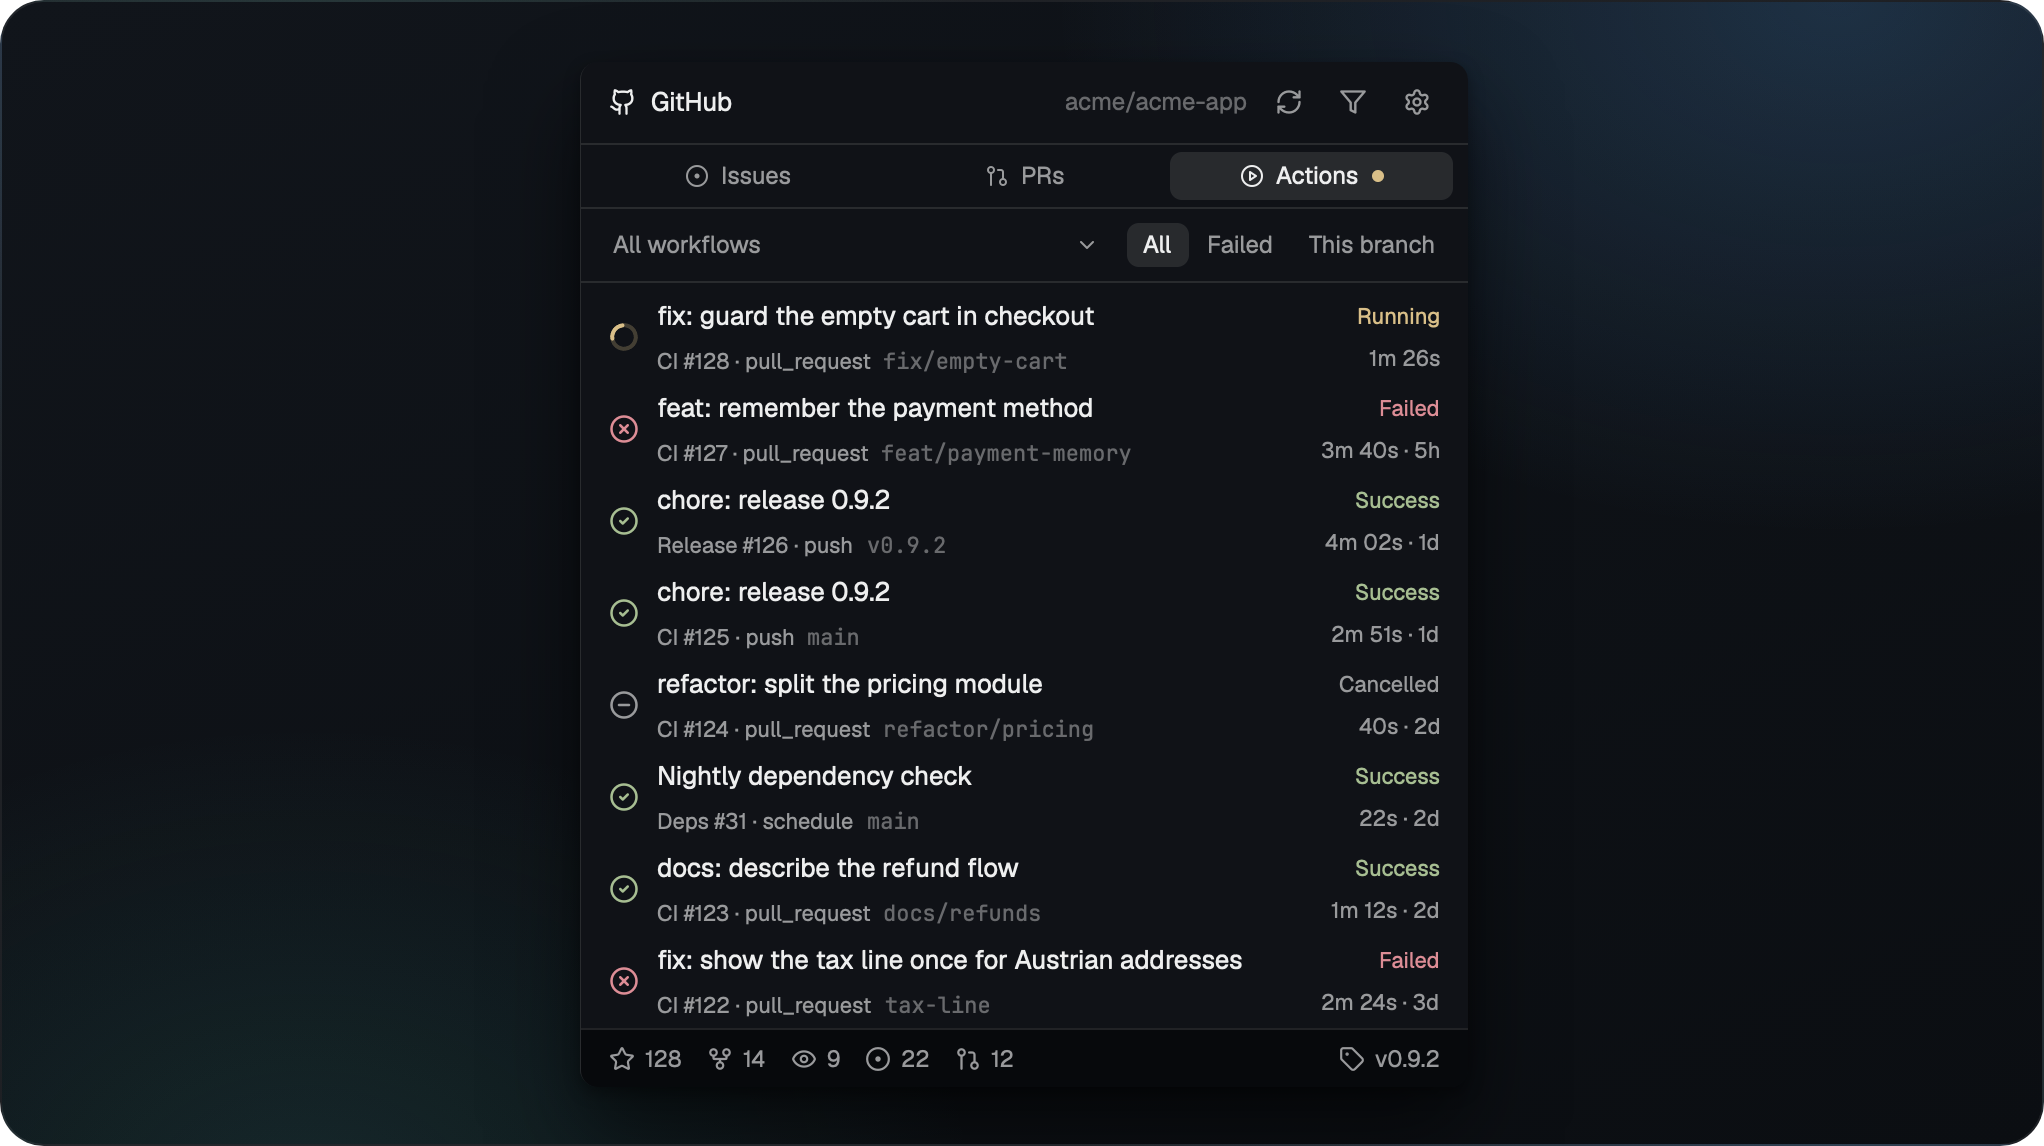 GitHub acme/acme-app
Issues PRs Actions
All workflows All Failed This branch
fix: guard the empty cart in checkout Running
CI #128 · pull_request fix/empty-cart 1m 26s
feat: remember the payment method Failed
CI #127 · pull_request feat/payment-memory 3m 40s · 5h
chore: release 0.9.2 Success
Release #126 · push v0.9.2 4m 02s · 1d
chore: release 0.9.2 Success
CI #125 · push main 2m 51s · 1d
refactor: split the pricing module Cancelled
CI #124 · pull_request refactor/pricing 40s · 2d
Nightly dependency check Success
Deps #31 · schedule main 22s · 2d
docs: describe the refund flow Success
CI #123 · pull_request docs/refunds 1m 12s · 2d
fix: show the tax line once for Austrian addresses Failed
CI #122 · pull_request tax-line 2m 24s · 3d
128 14 9 22 12 v0.9.2